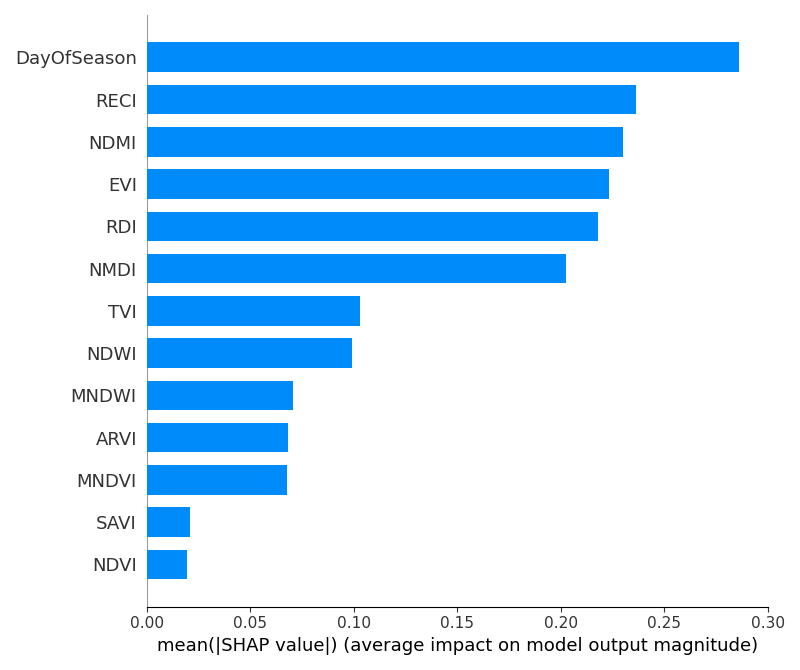 DayOfSeason
RECI
NDMI
EVI
RDI
NMDI
TVI
NDWI
MNDWI
ARVI
MNDVI
SAVI
NDVI
0.00 0.05 0.10 0.15 0.20 0.25 0.30
mean(|SHAP value|) (average impact on model output magnitude)